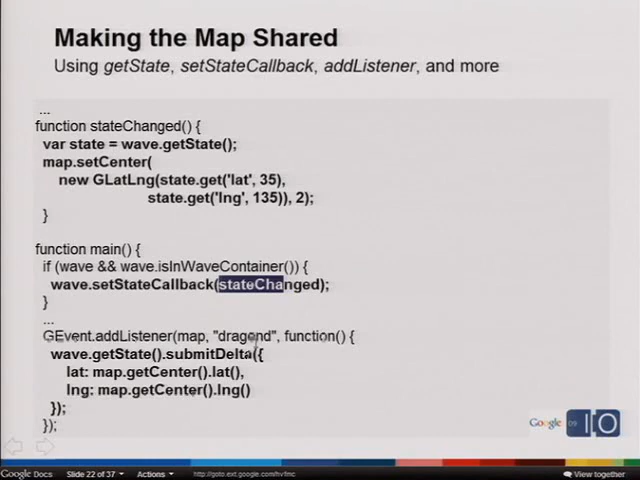 Making the Map Shared
Using getState, setStateCallback, addListener, and more
...
function stateChanged() {
var state = wave.getState();
map.setCenter(
new GLatLng(state.get('lat', 35),
state.get('lng', 135)), 2);
}
function main() {
if (wave && wave.isInWaveContainer()) {
wave.setStateCallback(stateChanged);
}
...
GEvent.addListener(map, "dragend", function() {
wave.getState().submitDelta({
lat: map.getCenter().lat(),
lng: map.getCenter().lng()
});
});
Google 09 IO
Google Docs Slide 22 of 37 Actions View together